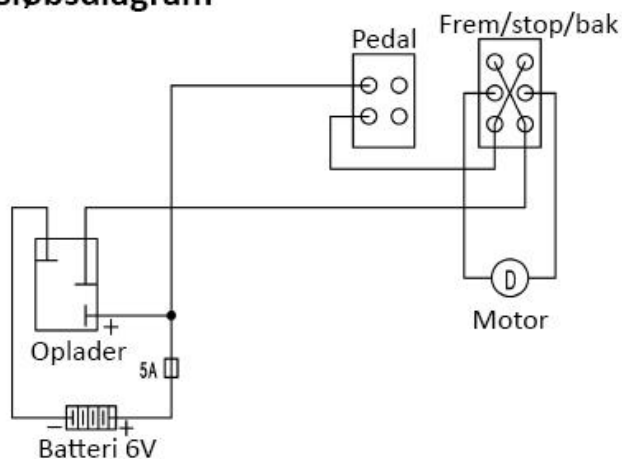 Pedal
Frem/stop/bak
D
Motor
+
Oplader
5A
− +
Batteri 6V